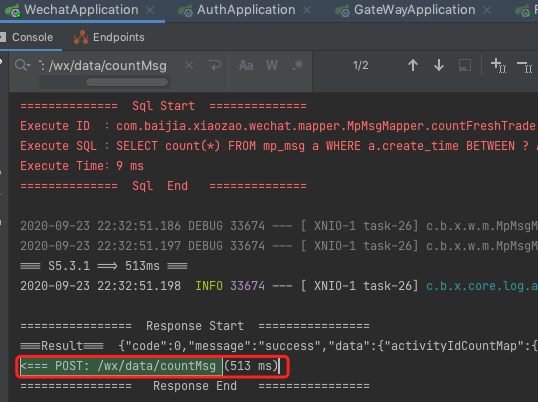 WechatApplication × AuthApplication × GateWayApplication ×
Console Endpoints
: /wx/data/countMsg × Aa W .* 1/2
============== Sql Start ==============
Execute ID : com.baijia.xiaozao.wechat.mapper.MpMsgMapper.countFreshTrade
Execute SQL : SELECT count(*) FROM mp_msg a WHERE a.create_time BETWEEN ?
Execute Time: 9 ms
============== Sql End ==============
2020-09-23 22:32:51.186 DEBUG 33674 --- [ XNIO-1 task-26] c.b.x.w.m.MpMsgM
2020-09-23 22:32:51.197 DEBUG 33674 --- [ XNIO-1 task-26] c.b.x.w.m.MpMsgM
=== S5.3.1 ==> 513ms ===
2020-09-23 22:32:51.198 INFO 33674 --- [ XNIO-1 task-26] c.b.x.core.log.a
================ Response Start ================
===Result=== {"code":0,"message":"success","data":{"activityIdCountMap":{
<=== POST: /wx/data/countMsg (513 ms)
================ Response End ================